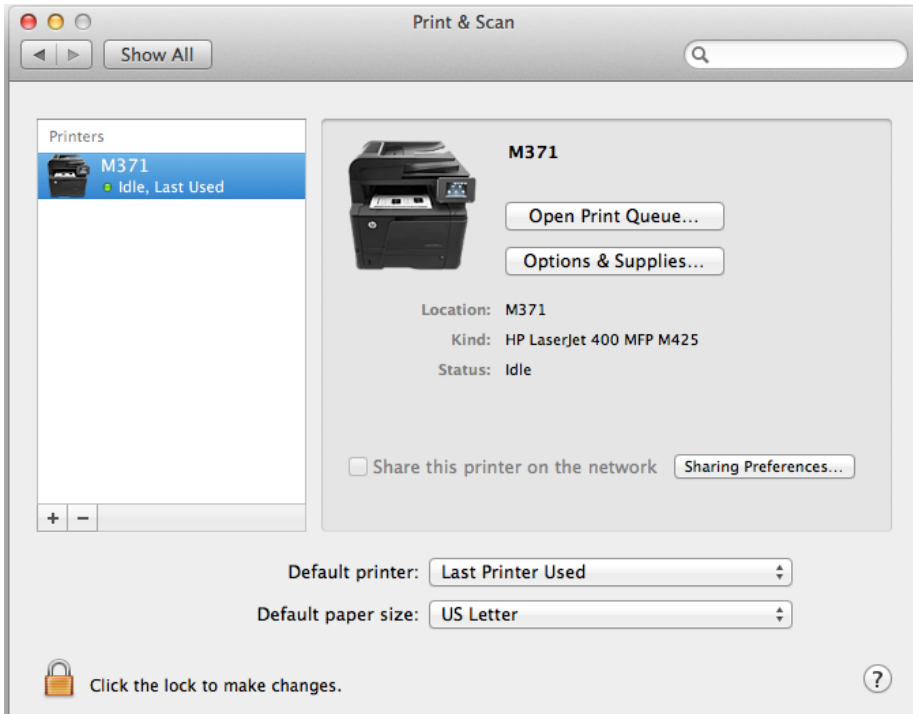 Print & Scan
Show All
Printers
M371
Idle, Last Used
M371
Open Print Queue...
Options & Supplies...
Location: M371
Kind: HP LaserJet 400 MFP M425
Status: Idle
Share this printer on the network Sharing Preferences...
+ −
Default printer: Last Printer Used
Default paper size: US Letter
Click the lock to make changes. ?